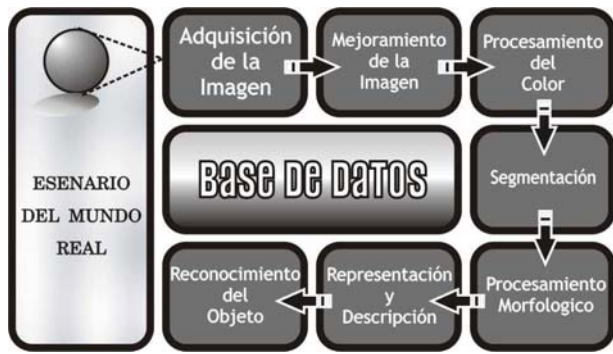 ESENARIO
DEL MUNDO
REAL
Adquisición
de la
Imagen
Mejoramiento
de la
Imagen
Procesamiento
del
Color
Segmentación
Procesamiento
Morfologico
Representación
y
Descripción
Reconocimiento
del
Objeto
BASE DE DATOS